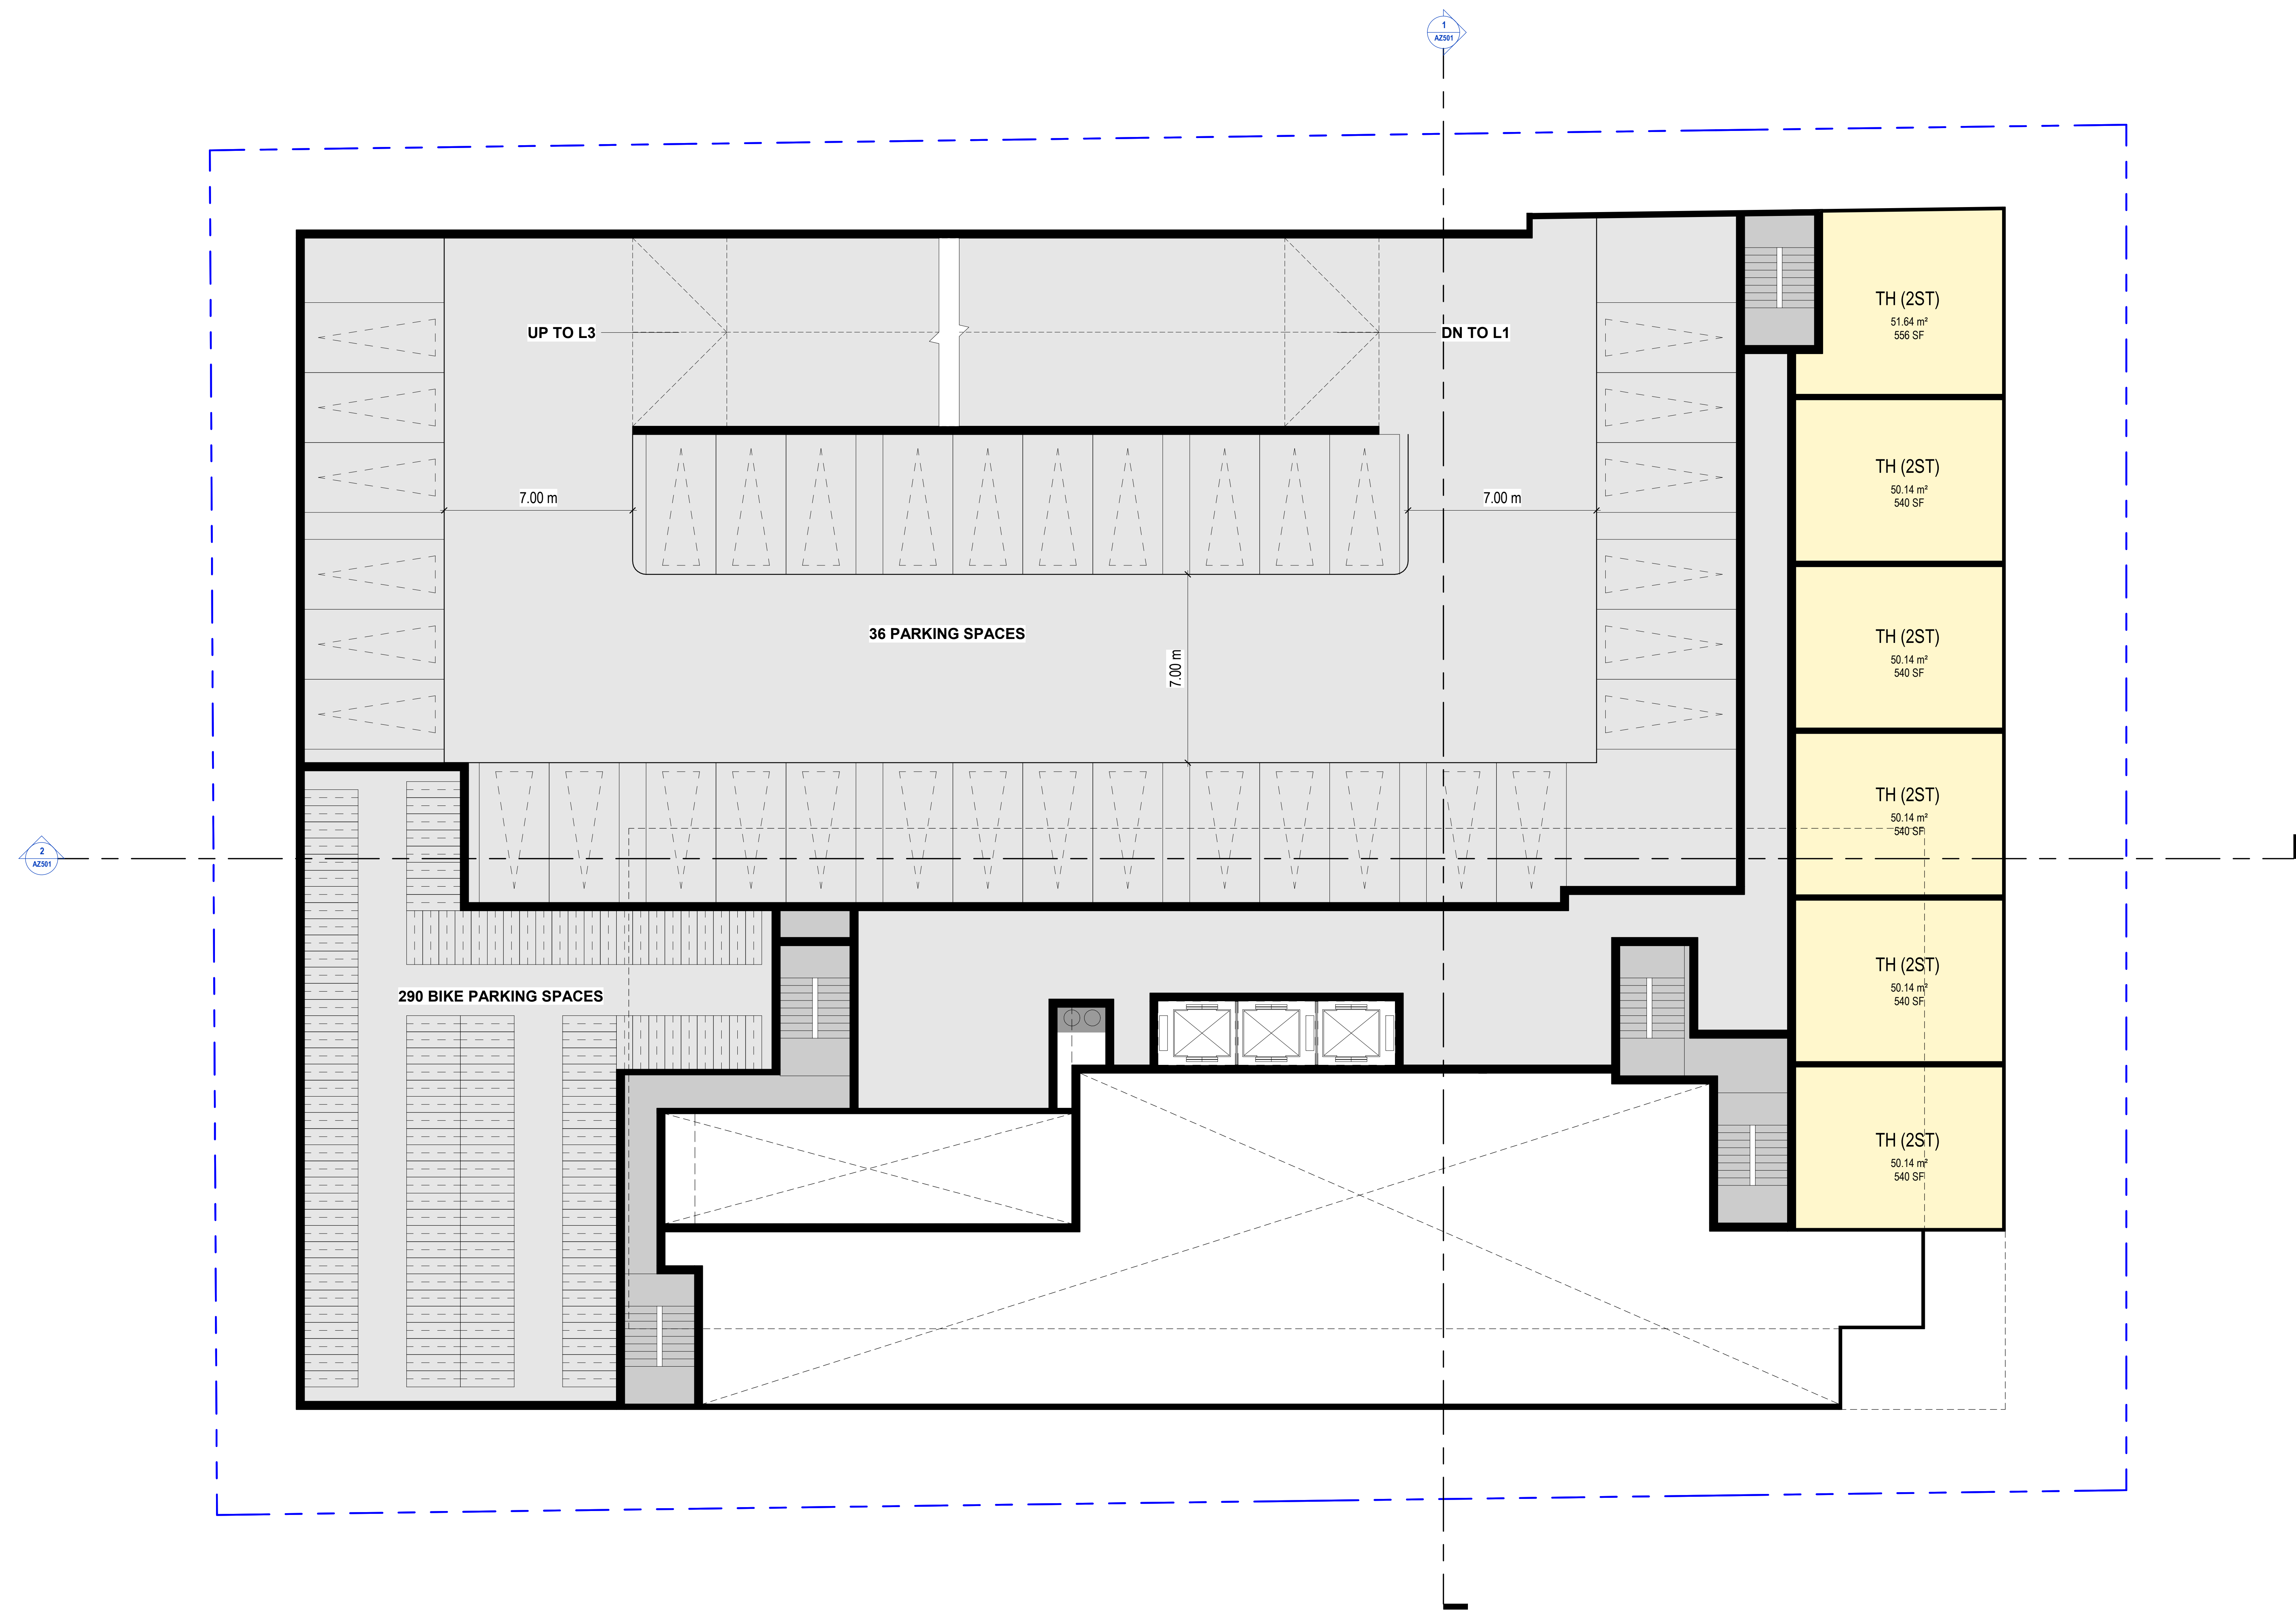 1
AZ501
UP TO L3
DN TO L1
TH (2ST)
51.64 m²
556 SF
7.00 m
7.00 m
TH (2ST)
50.14 m²
540 SF
36 PARKING SPACES
7.00 m
TH (2ST)
50.14 m²
540 SF
TH (2ST)
50.14 m²
540 SF
2
AZ501
290 BIKE PARKING SPACES
TH (2ST)
50.14 m²
540 SF
TH (2ST)
50.14 m²
540 SF